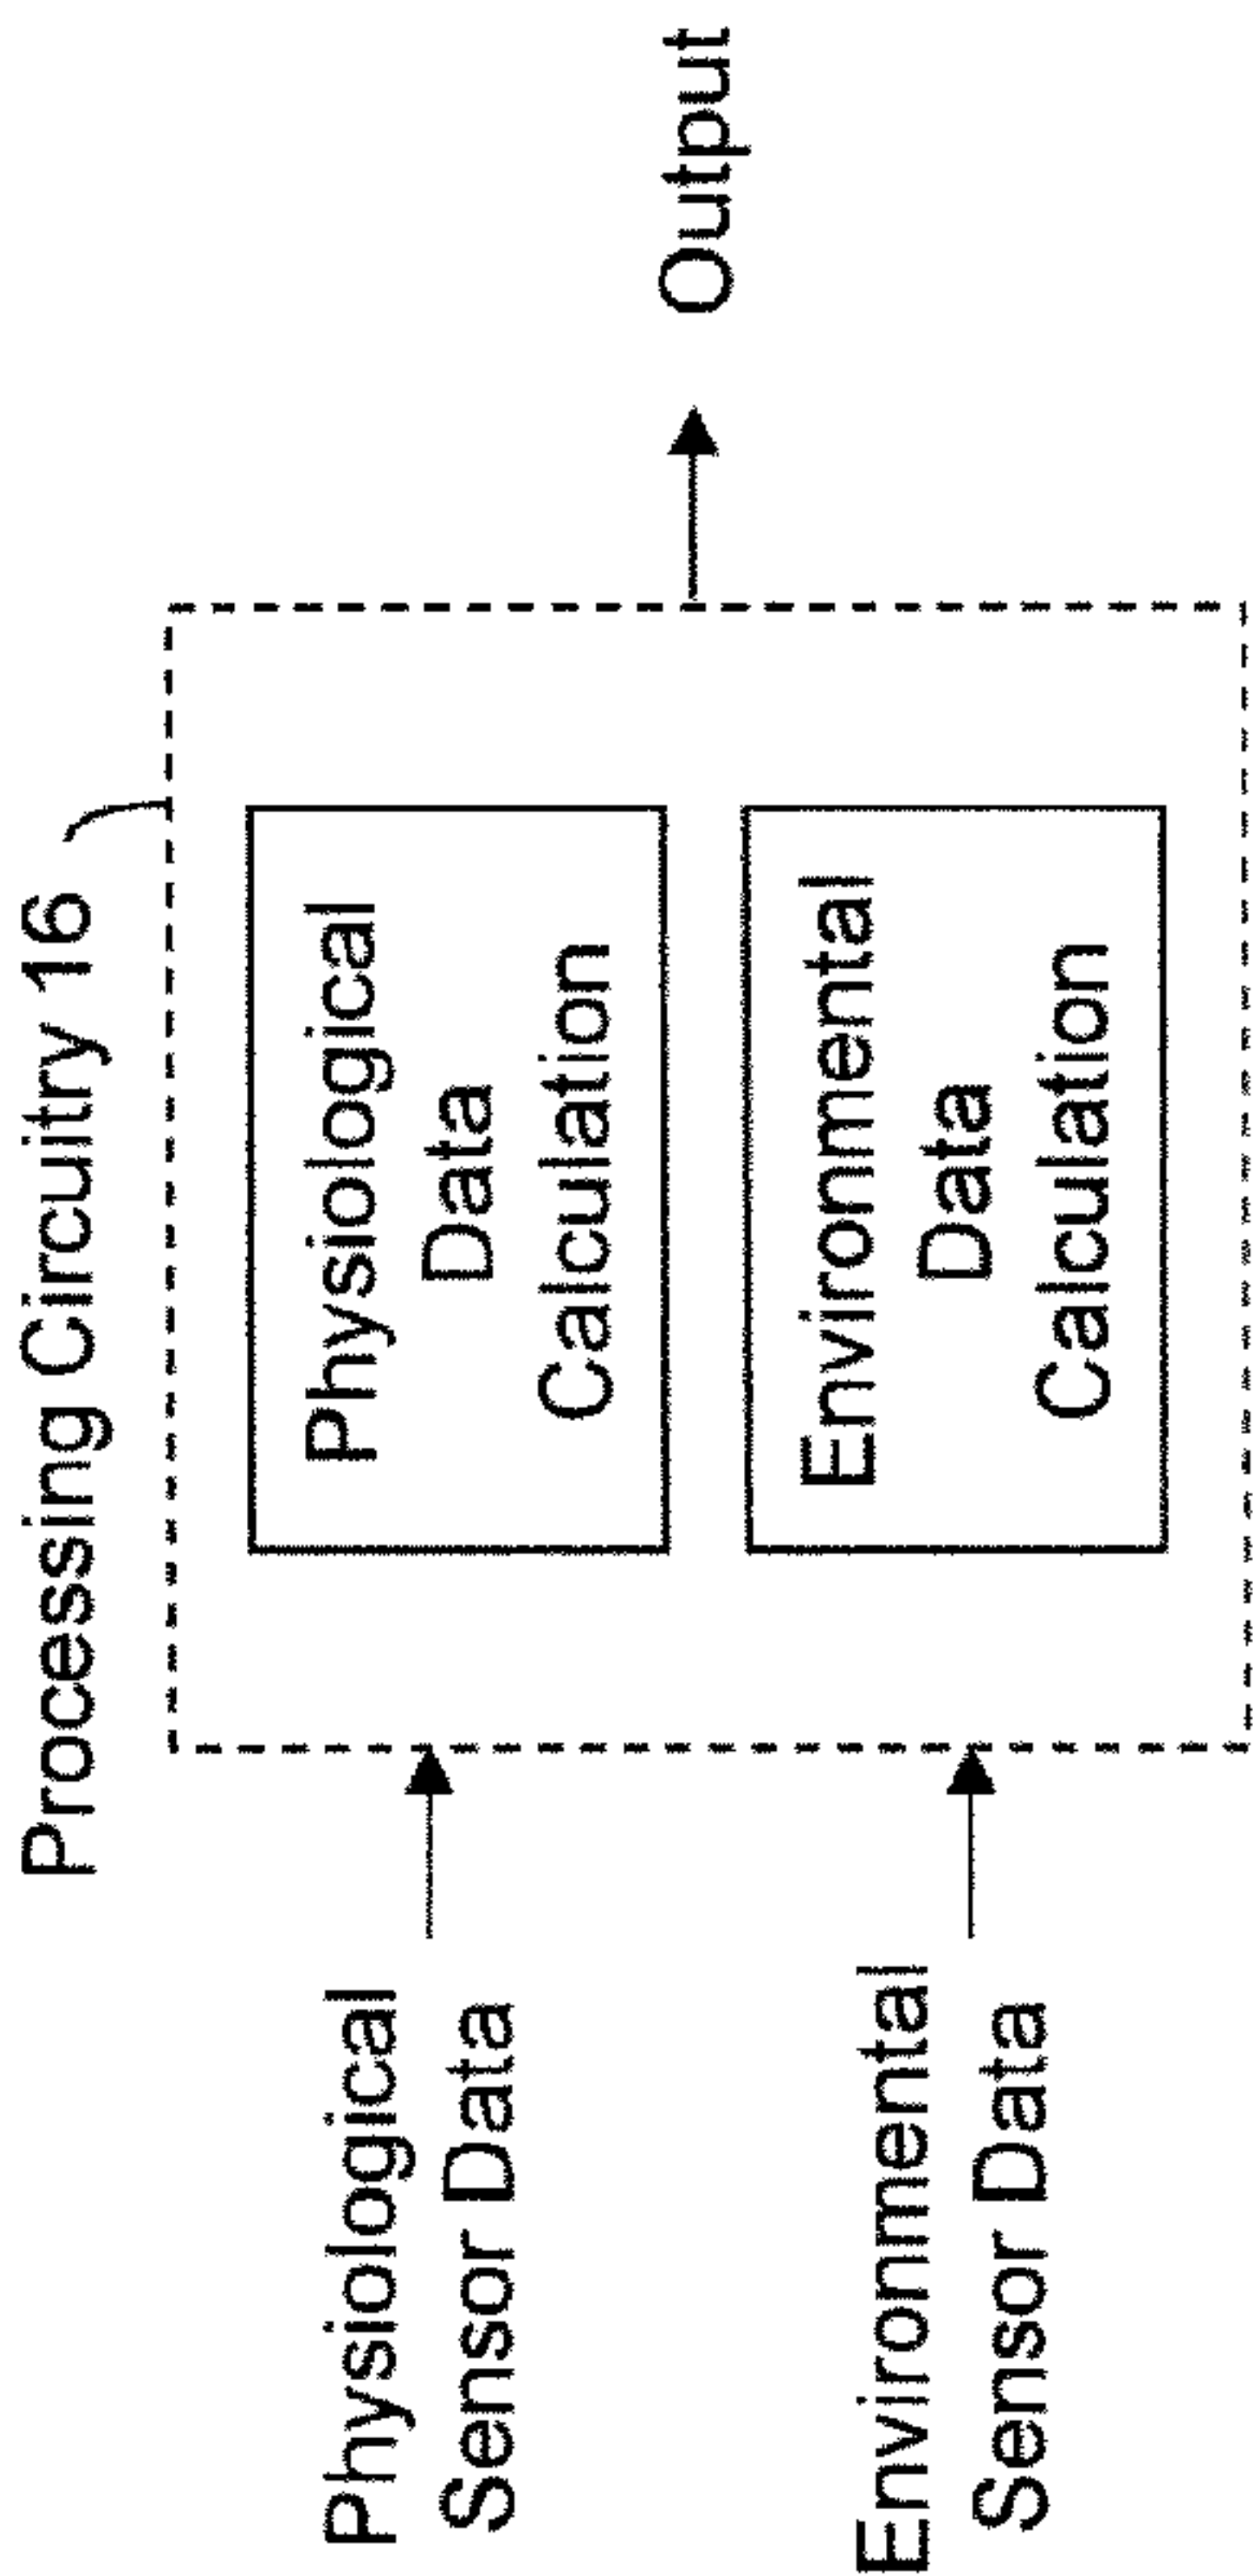 Processing Circuitry 16
Physiological
Sensor Data
Environmental
Sensor Data
Physiological
Data
Calculation
Environmental
Data
Calculation
Output